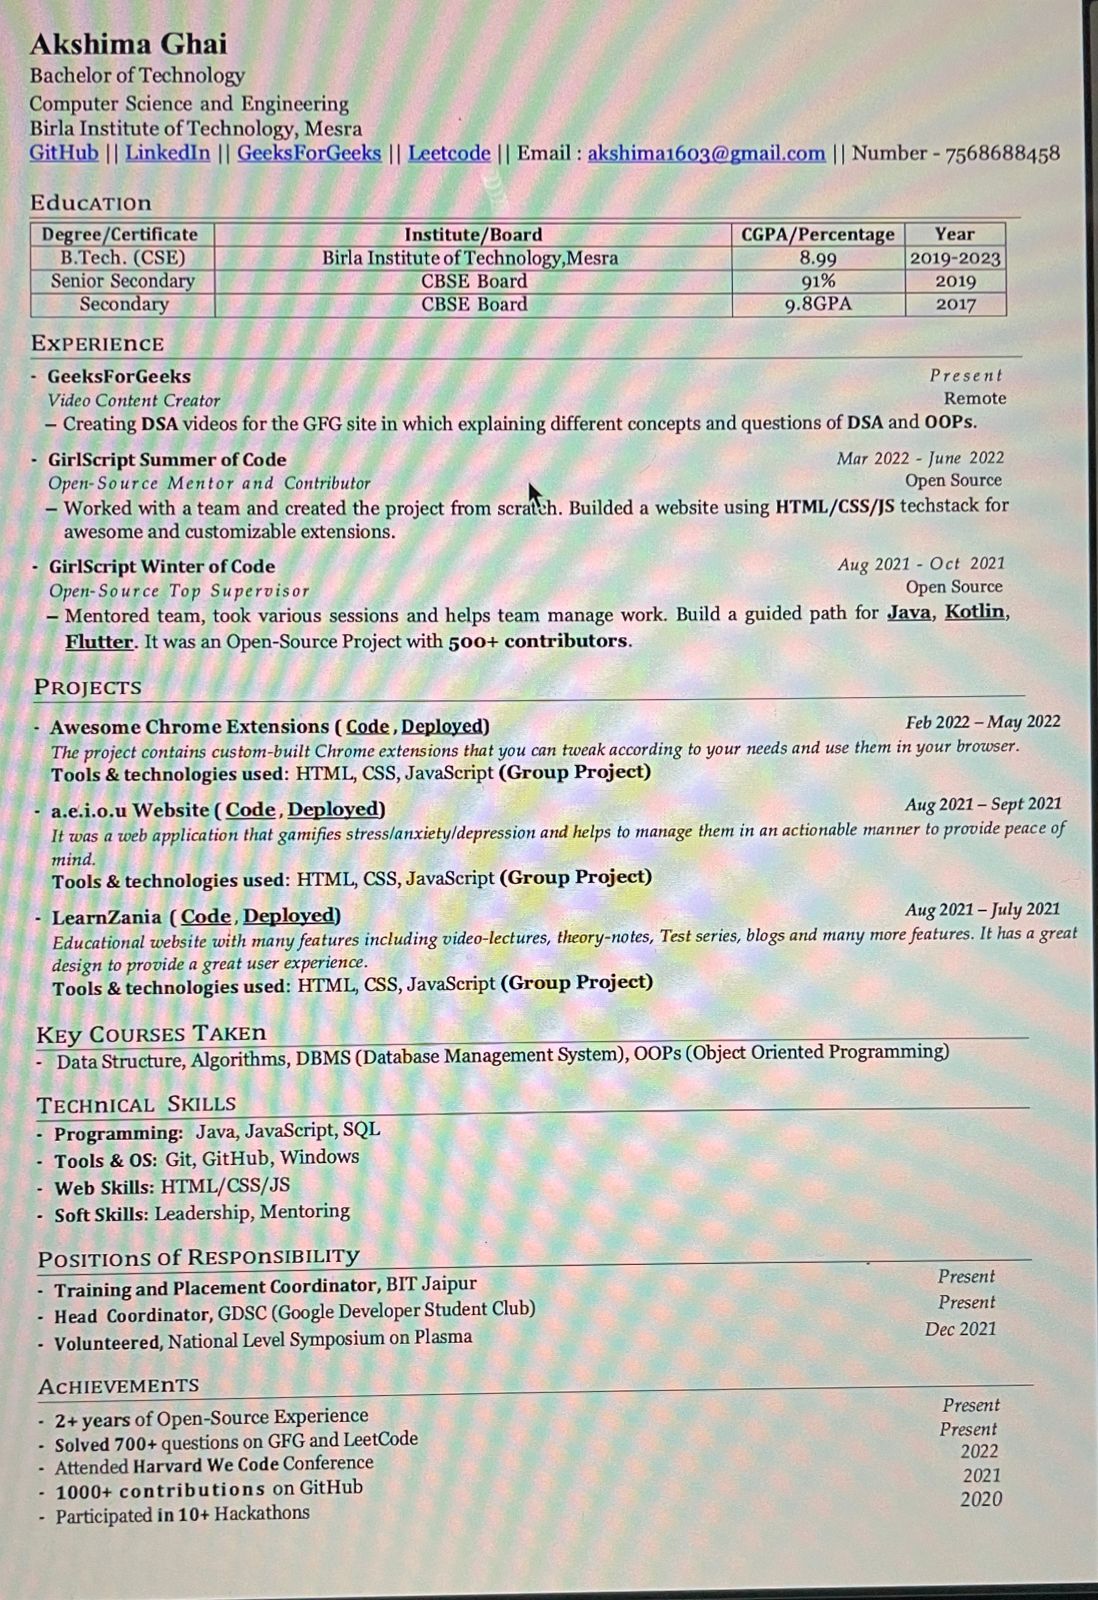 Akshima Ghai
Bachelor of Technology
Computer Science and Engineering
Birla Institute of Technology, Mesra
GitHub || LinkedIn || GeeksForGeeks || Leetcode || Email : akshima1603@gmail.com || Number - 7568688458
EDUCATION
Degree/Certificate Institute/Board CGPA/Percentage Year
B.Tech. (CSE) Birla Institute of Technology,Mesra 8.99 2019-2023
Senior Secondary CBSE Board 91% 2019
Secondary CBSE Board 9.8GPA 2017
EXPERIENCE
- GeeksForGeeks Present
Video Content Creator Remote
– Creating DSA videos for the GFG site in which explaining different concepts and questions of DSA and OOPs.
- GirlScript Summer of Code Mar 2022 - June 2022
Open-Source Mentor and Contributor Open Source
– Worked with a team and created the project from scratch. Builded a website using HTML/CSS/JS techstack for
awesome and customizable extensions.
- GirlScript Winter of Code Aug 2021 - Oct 2021
Open-Source Top Supervisor Open Source
– Mentored team, took various sessions and helps team manage work. Build a guided path for Java, Kotlin,
Flutter. It was an Open-Source Project with 500+ contributors.
PROJECTS
- Awesome Chrome Extensions ( Code , Deployed) Feb 2022 – May 2022
The project contains custom-built Chrome extensions that you can tweak according to your needs and use them in your browser.
Tools & technologies used: HTML, CSS, JavaScript (Group Project)
- a.e.i.o.u Website ( Code , Deployed) Aug 2021 – Sept 2021
It was a web application that gamifies stress/anxiety/depression and helps to manage them in an actionable manner to provide peace of
mind.
Tools & technologies used: HTML, CSS, JavaScript (Group Project)
- LearnZania ( Code , Deployed) Aug 2021 – July 2021
Educational website with many features including video-lectures, theory-notes, Test series, blogs and many more features. It has a great
design to provide a great user experience.
Tools & technologies used: HTML, CSS, JavaScript (Group Project)
KEY COURSES TAKEN
- Data Structure, Algorithms, DBMS (Database Management System), OOPs (Object Oriented Programming)
TECHNICAL SKILLS
- Programming: Java, JavaScript, SQL
- Tools & OS: Git, GitHub, Windows
- Web Skills: HTML/CSS/JS
- Soft Skills: Leadership, Mentoring
POSITIONS of RESPONSIBILITY
- Training and Placement Coordinator, BIT Jaipur Present
- Head Coordinator, GDSC (Google Developer Student Club) Present
- Volunteered, National Level Symposium on Plasma Dec 2021
ACHIEVEMENTS
- 2+ years of Open-Source Experience Present
- Solved 700+ questions on GFG and LeetCode Present
- Attended Harvard We Code Conference 2022
- 1000+ contributions on GitHub 2021
- Participated in 10+ Hackathons 2020